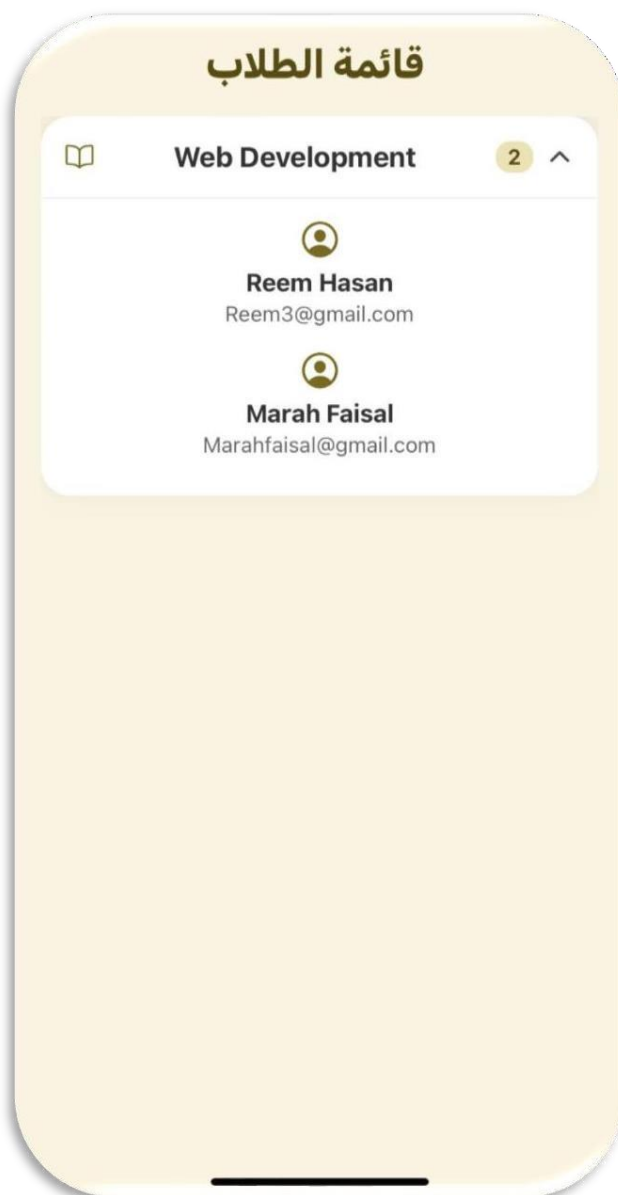 قائمة الطلاب
Web Development 2
Reem Hasan
Reem3@gmail.com
Marah Faisal
Marahfaisal@gmail.com